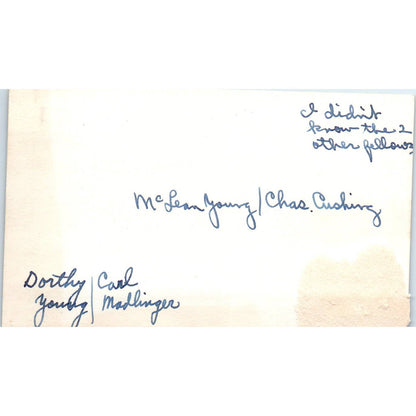 I didn't
know the 2
other fellows
McLean Young / Chas. Cushing
Dorthy / Carl
Young / Madlinger